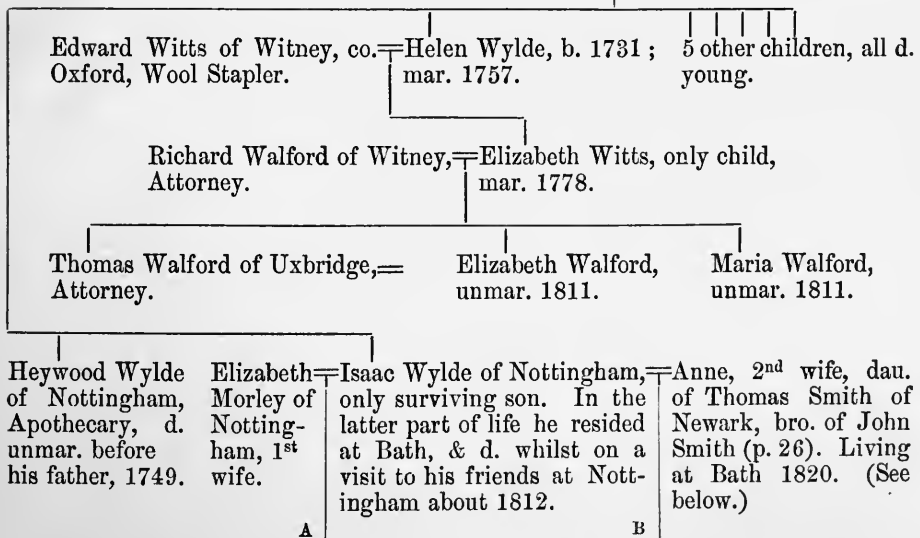 Edward Witts of Witney, co.=Helen Wylde, b. 1731 ; 5 other children, all d.
Oxford, Wool Stapler. mar. 1757. young.
Richard Walford of Witney,=Elizabeth Witts, only child,
Attorney. mar. 1778.
Thomas Walford of Uxbridge,= Elizabeth Walford, Maria Walford,
Attorney. unmar. 1811. unmar. 1811.
Heywood Wylde
of Nottingham,
Apothecary, d.
unmar. before
his father, 1749.
Elizabeth=
Morley of
Notting-
ham, 1st
wife.
Isaac Wylde of Nottingham,=
only surviving son. In the
latter part of life he resided
at Bath, & d. whilst on a
visit to his friends at Nott-
ingham about 1812.
Anne, 2nd wife, dau.
of Thomas Smith of
Newark, bro. of John
Smith (p. 26). Living
at Bath 1820. (See
below.)
A B